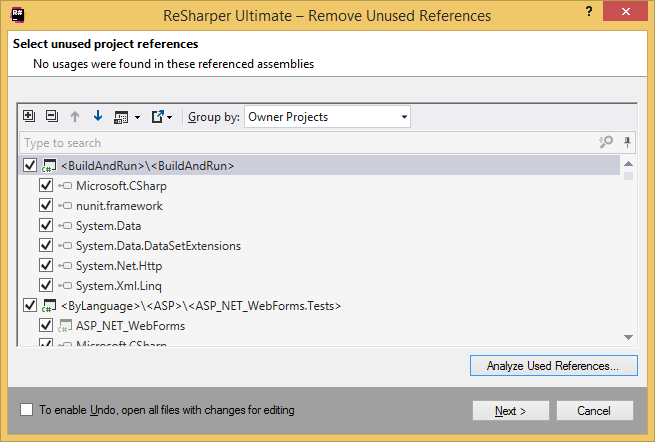 R#
ReSharper Ultimate – Remove Unused References
?
Select unused project references
No usages were found in these referenced assemblies
Group by: Owner Projects
Type to search
C# <BuildAndRun>\<BuildAndRun>
Microsoft.CSharp
nunit.framework
System.Data
System.Data.DataSetExtensions
System.Net.Http
System.Xml.Linq
C# <ByLanguage>\<ASP>\<ASP_NET_WebForms.Tests>
C# ASP_NET_WebForms
Microsoft.CSharp
Analyze Used References...
To enable Undo, open all files with changes for editing
Next >
Cancel